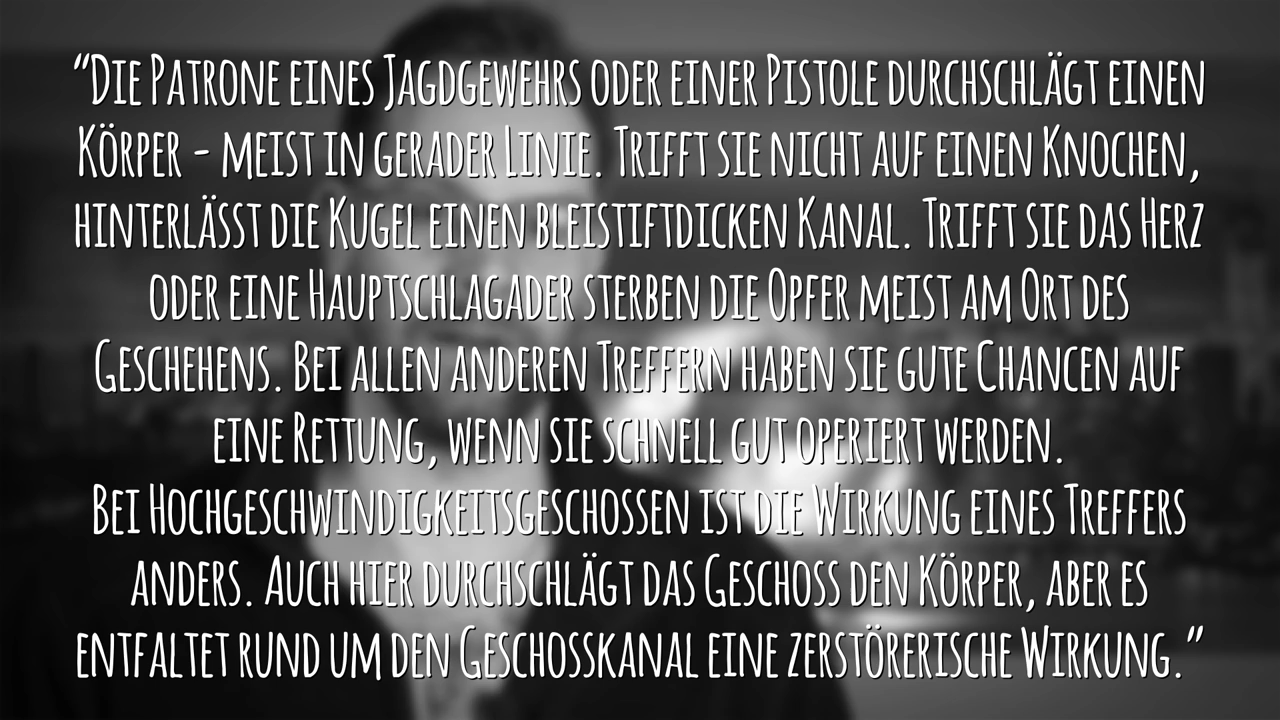 "Die Patrone eines Jagdgewehrs oder einer Pistole durchschlägt einen
Körper - meist in gerader Linie. Trifft sie nicht auf einen Knochen,
hinterlässt die Kugel einen bleistiftdicken Kanal. Trifft sie das Herz
oder eine Hauptschlagader sterben die Opfer meist am Ort des
Geschehens. Bei allen anderen Treffern haben sie gute Chancen auf
eine Rettung, wenn sie schnell gut operiert werden.
Bei Hochgeschwindigkeitsgeschossen ist die Wirkung eines Treffers
anders. Auch hier durchschlägt das Geschoss den Körper, aber es
entfaltet rund um den Geschosskanal eine zerstörerische Wirkung."